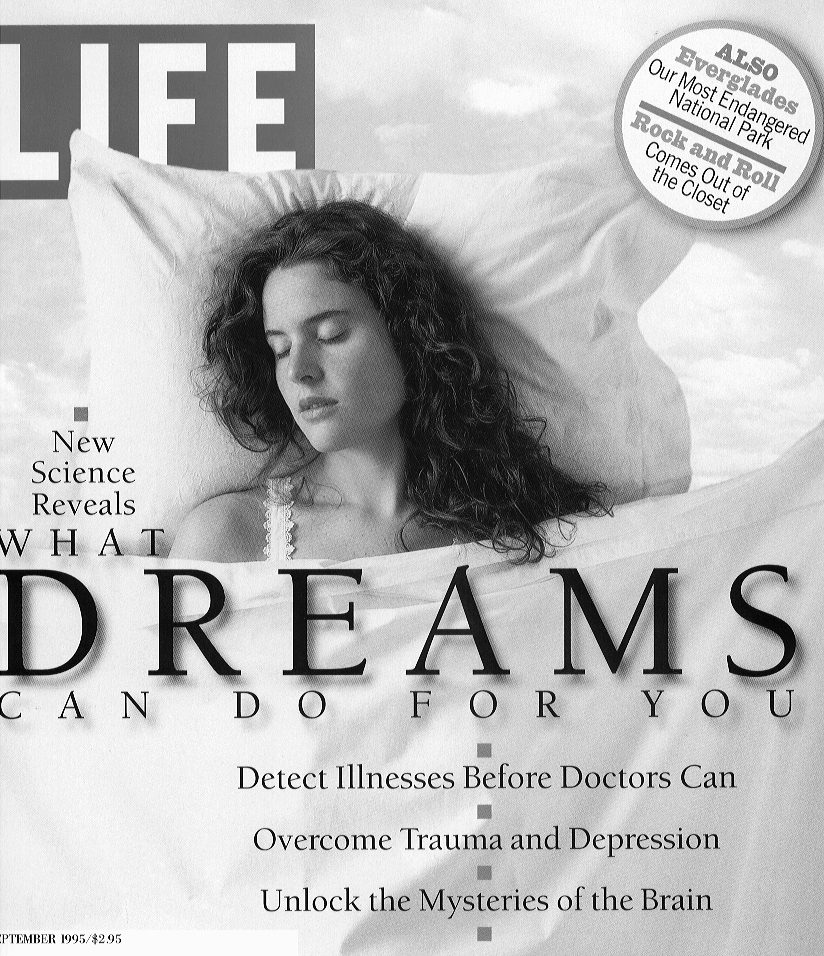 LIFE
ALSO
Everglades
Our Most Endangered
National Park
Rock and Roll
Comes Out of
the Closet
New
Science
Reveals
WHAT
DREAMS
CAN DO FOR YOU
Detect Illnesses Before Doctors Can
Overcome Trauma and Depression
Unlock the Mysteries of the Brain
EPTEMBER 1995/$2.95